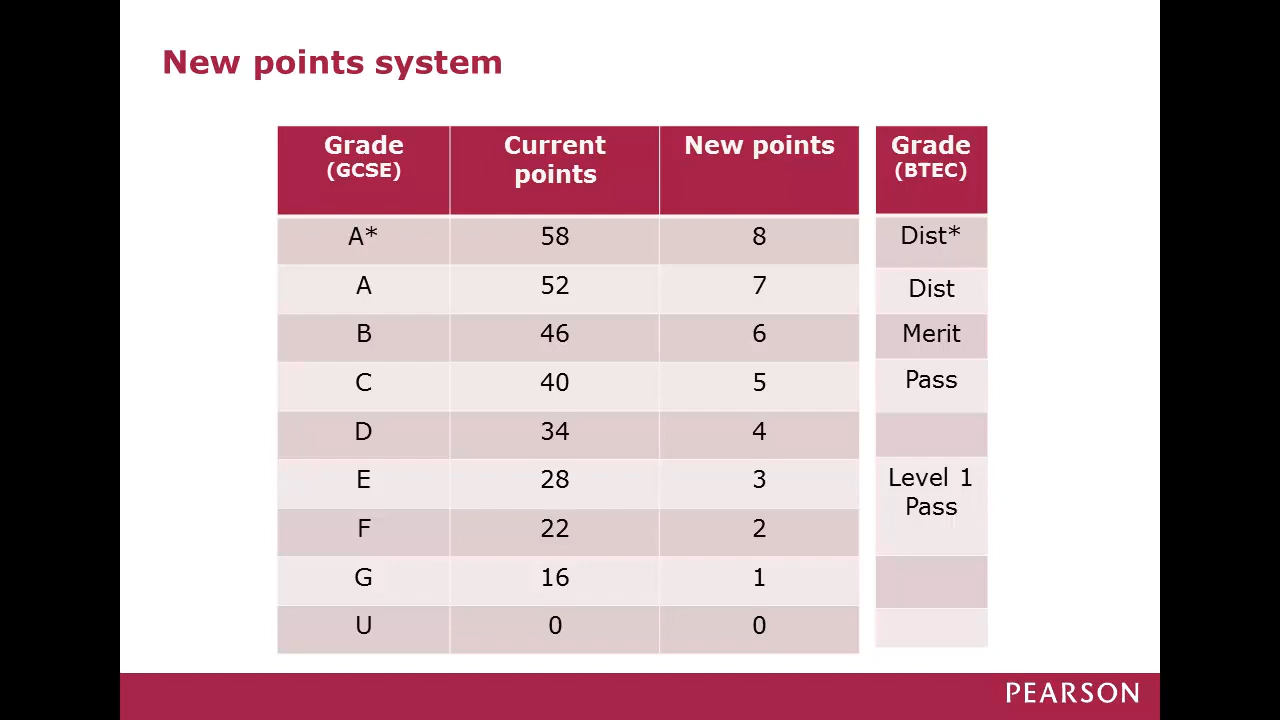 New points system
Grade Current New points Grade
(GCSE) points (BTEC)
A* 58 8 Dist*
A 52 7 Dist
B 46 6 Merit
C 40 5 Pass
D 34 4
E 28 3 Level 1
Pass
F 22 2
G 16 1
U 0 0
PEARSON